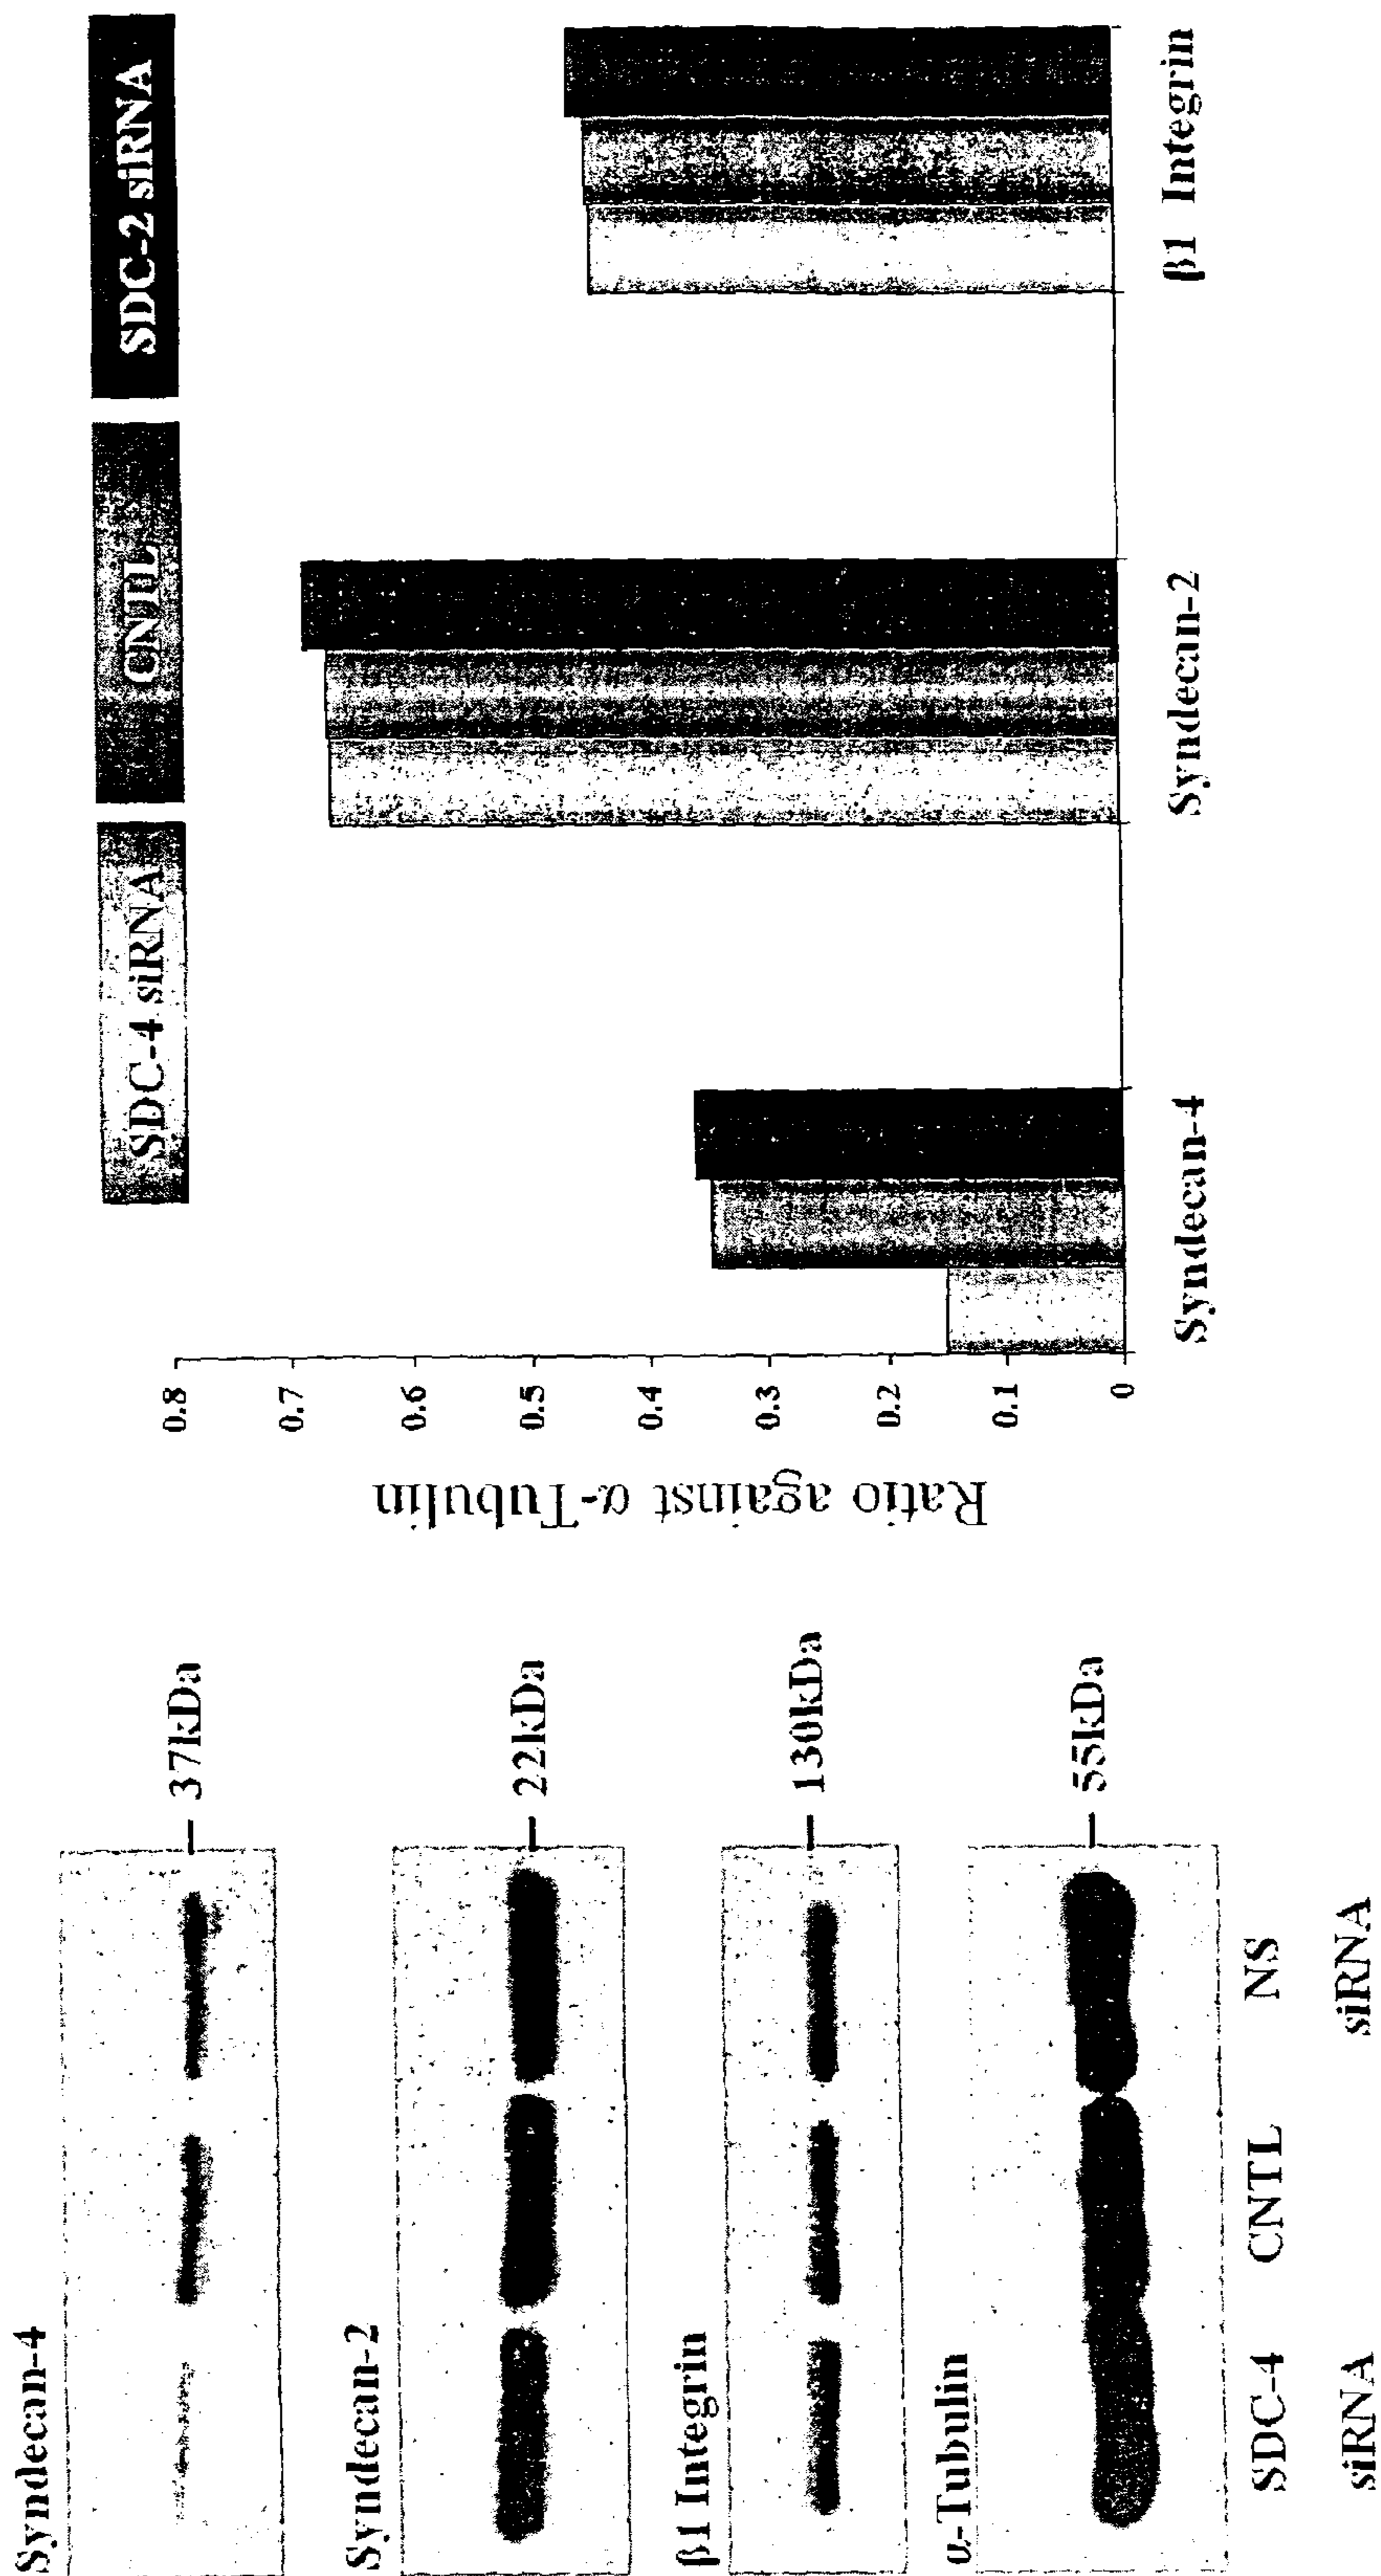 Syndecan-4
37kDa
Syndecan-2
22kDa
β1 Integrin
130kDa
α-Tubulin
55kDa
SDC-4 CNTL NS
siRNA siRNA
SDC-4 siRNA CNTL SDC-2 siRNA
Ratio against α-Tubulin
0.8
0.7
0.6
0.5
0.4
0.3
0.2
0.1
0
Syndecan-4 Syndecan-2 β1 Integrin